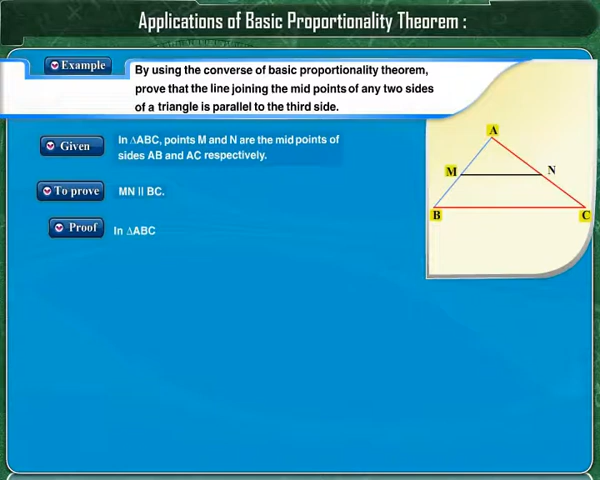 Applications of Basic Proportionality Theorem :
Example
By using the converse of basic proportionality theorem,
prove that the line joining the mid points of any two sides
of a triangle is parallel to the third side.
Given
In ∆ABC, points M and N are the mid points of
sides AB and AC respectively.
To prove
MN || BC.
Proof
In ∆ABC
A
M
N
B
C